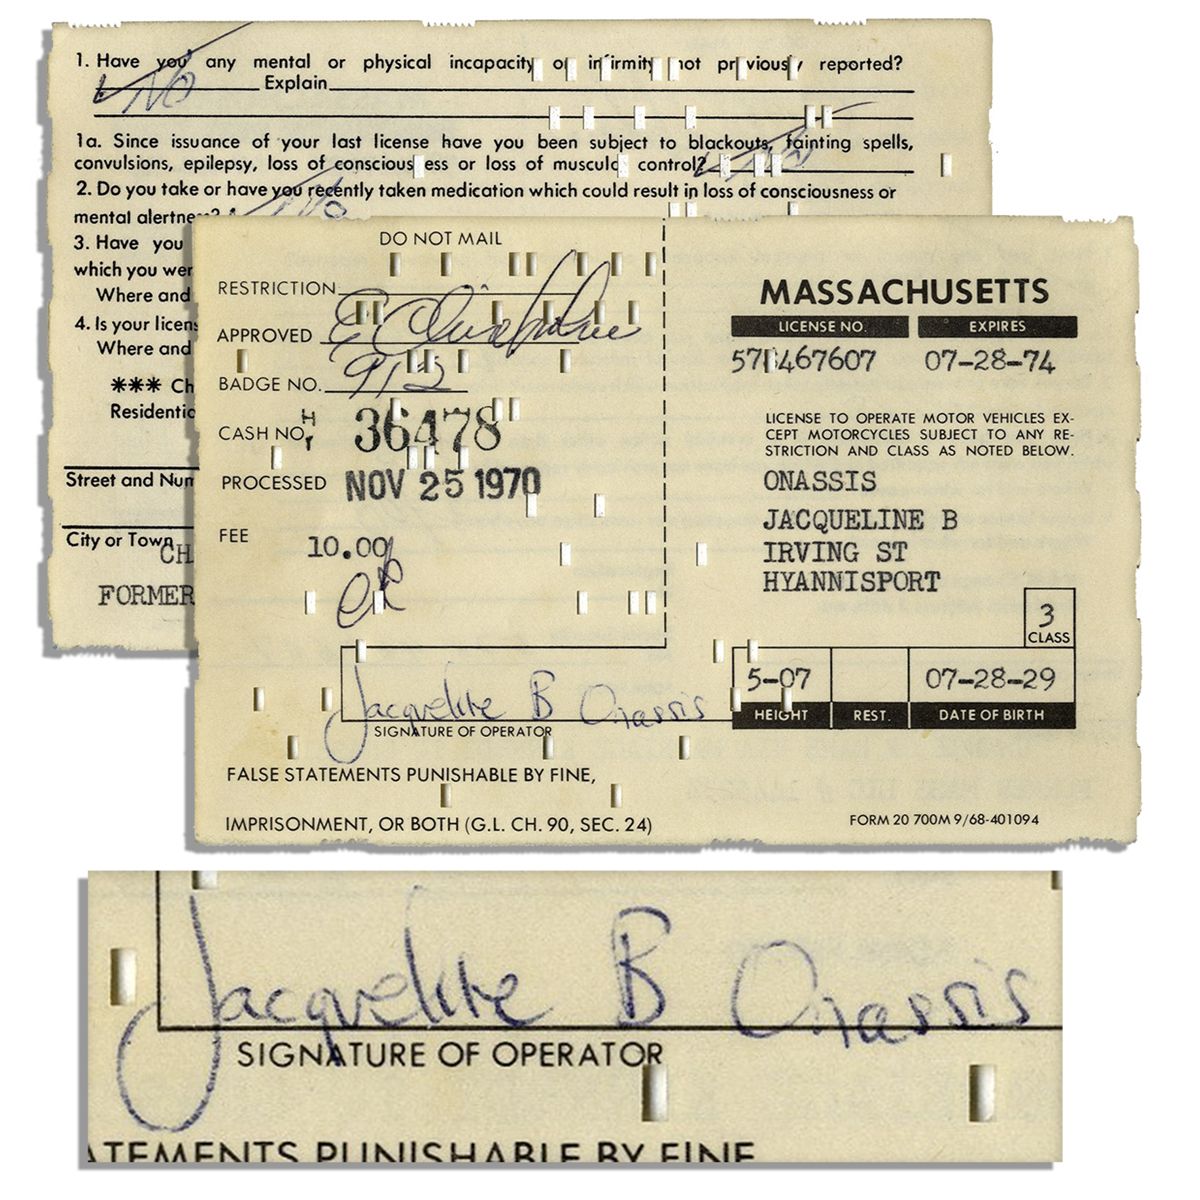 1. Have you any mental or physical incapacity or infirmity not previously reported?
No Explain
1a. Since issuance of your last license have you been subject to blackouts, fainting spells,
convulsions, epilepsy, loss of consciousness or loss of muscular control? No
2. Do you take or have you recently taken medication which could result in loss of consciousness or
mental alertness? No
3. Have you
which you wer
Where and
4. Is your licens
Where and
*** Ch
Residentic
Street and Num
City or Town
CH
FORMER
DO NOT MAIL
RESTRICTION
APPROVED
BADGE NO. 912
CASH NO. H Y 36478
PROCESSED NOV 25 1970
FEE 10.00
MASSACHUSETTS
LICENSE NO. EXPIRES
467607 07-28-74
LICENSE TO OPERATE MOTOR VEHICLES EX-
CEPT MOTORCYCLES SUBJECT TO ANY RE-
STRICTION AND CLASS AS NOTED BELOW.
ONASSIS
JACQUELINE B
IRVING ST
HYANNISPORT
3
CLASS
5-07 07-28-29
HEIGHT REST. DATE OF BIRTH
Jacqueline B Onassis
SIGNATURE OF OPERATOR
FALSE STATEMENTS PUNISHABLE BY FINE,
IMPRISONMENT, OR BOTH (G.L. CH. 90, SEC. 24)
FORM 20 700M 9/68-401094
Jacqueline B Onassis
SIGNATURE OF OPERATOR
ATEMENTS PUNISHABLE BY FINE